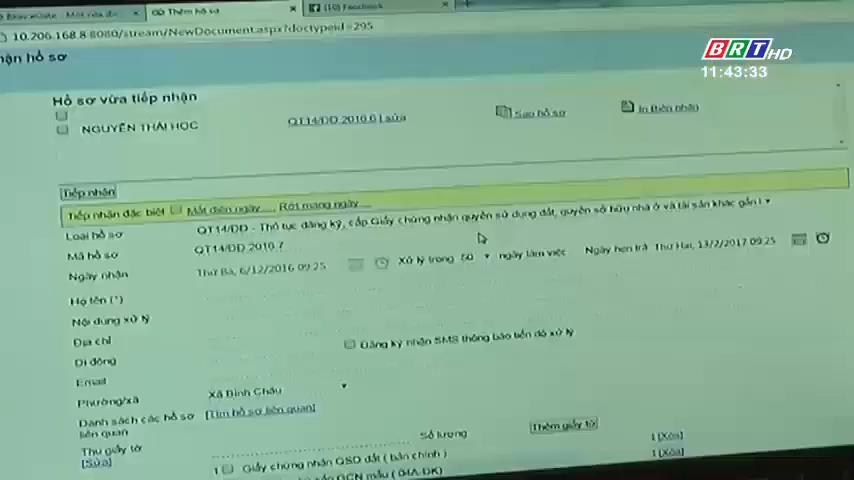 Thêm hồ sơ
(10) Facebook
10.206.168.8:8080/stream/NewDocument.aspx?doctypeid=295
BRT HD
11:43:33
nhận hồ sơ
Hồ sơ vừa tiếp nhận
NGUYỄN THÁI HỌC QT14/DD.2010.6 | sửa Sao hồ sơ In biên nhận
Tiếp nhận
Tiếp nhận đặc biệt Mất điện ngày.... Rớt mạng ngày....
Loại hồ sơ QT14/DD - Thủ tục đăng ký, cấp Giấy chứng nhận quyền sử dụng đất, quyền sở hữu nhà ở và tài sản khác gắn l
Mã hồ sơ QT14/DD.2010.7
Ngày nhận Thứ Ba, 6/12/2016 09:25 Xử lý trong 50 ngày làm việc Ngày hẹn trả Thứ Hai, 13/2/2017 09:25
Họ tên (*)
Nội dung xử lý
Địa chỉ
Di động Đăng ký nhận SMS thông báo tiến độ xử lý
Email
Phường/xã Xã Bình Châu
Danh sách các hồ sơ liên quan [Tìm hồ sơ liên quan]
Thu giấy tờ Số lượng Thêm giấy tờ
[Sửa] 1 Giấy chứng nhận QSD đất ( bản chính ) 1 [Xóa]
GCN mẫu ( 04A-ĐK) 1 [Xóa]